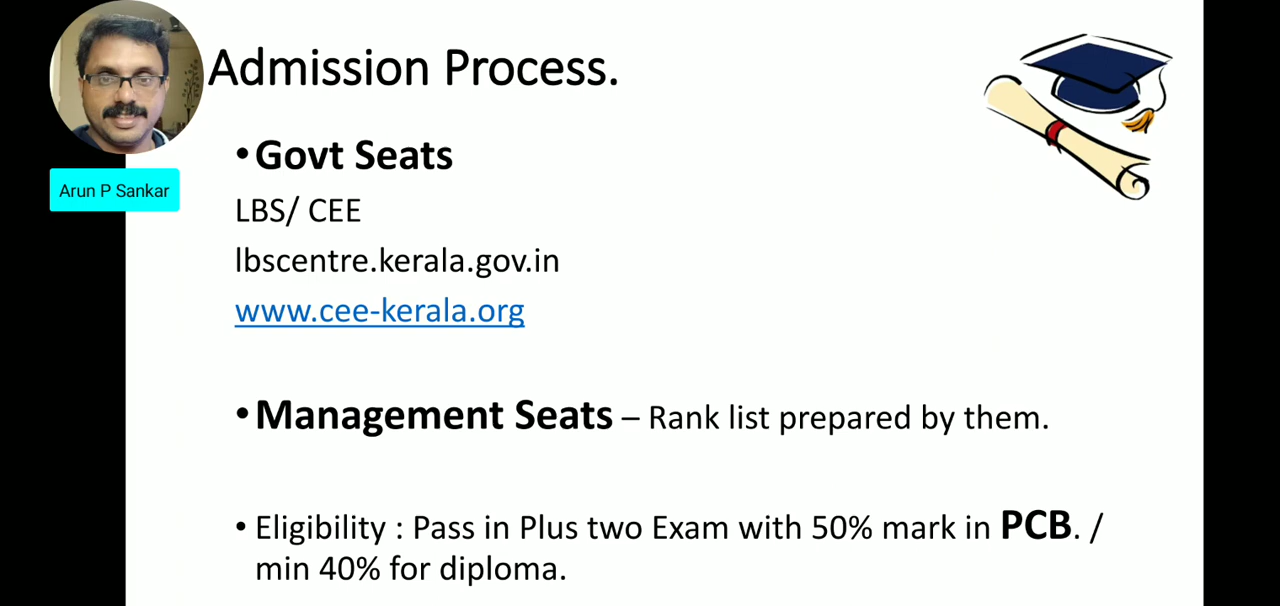 Admission Process.
Arun P Sankar
•Govt Seats
LBS/ CEE
lbscentre.kerala.gov.in
www.cee-kerala.org
•Management Seats – Rank list prepared by them.
• Eligibility : Pass in Plus two Exam with 50% mark in PCB. /
min 40% for diploma.